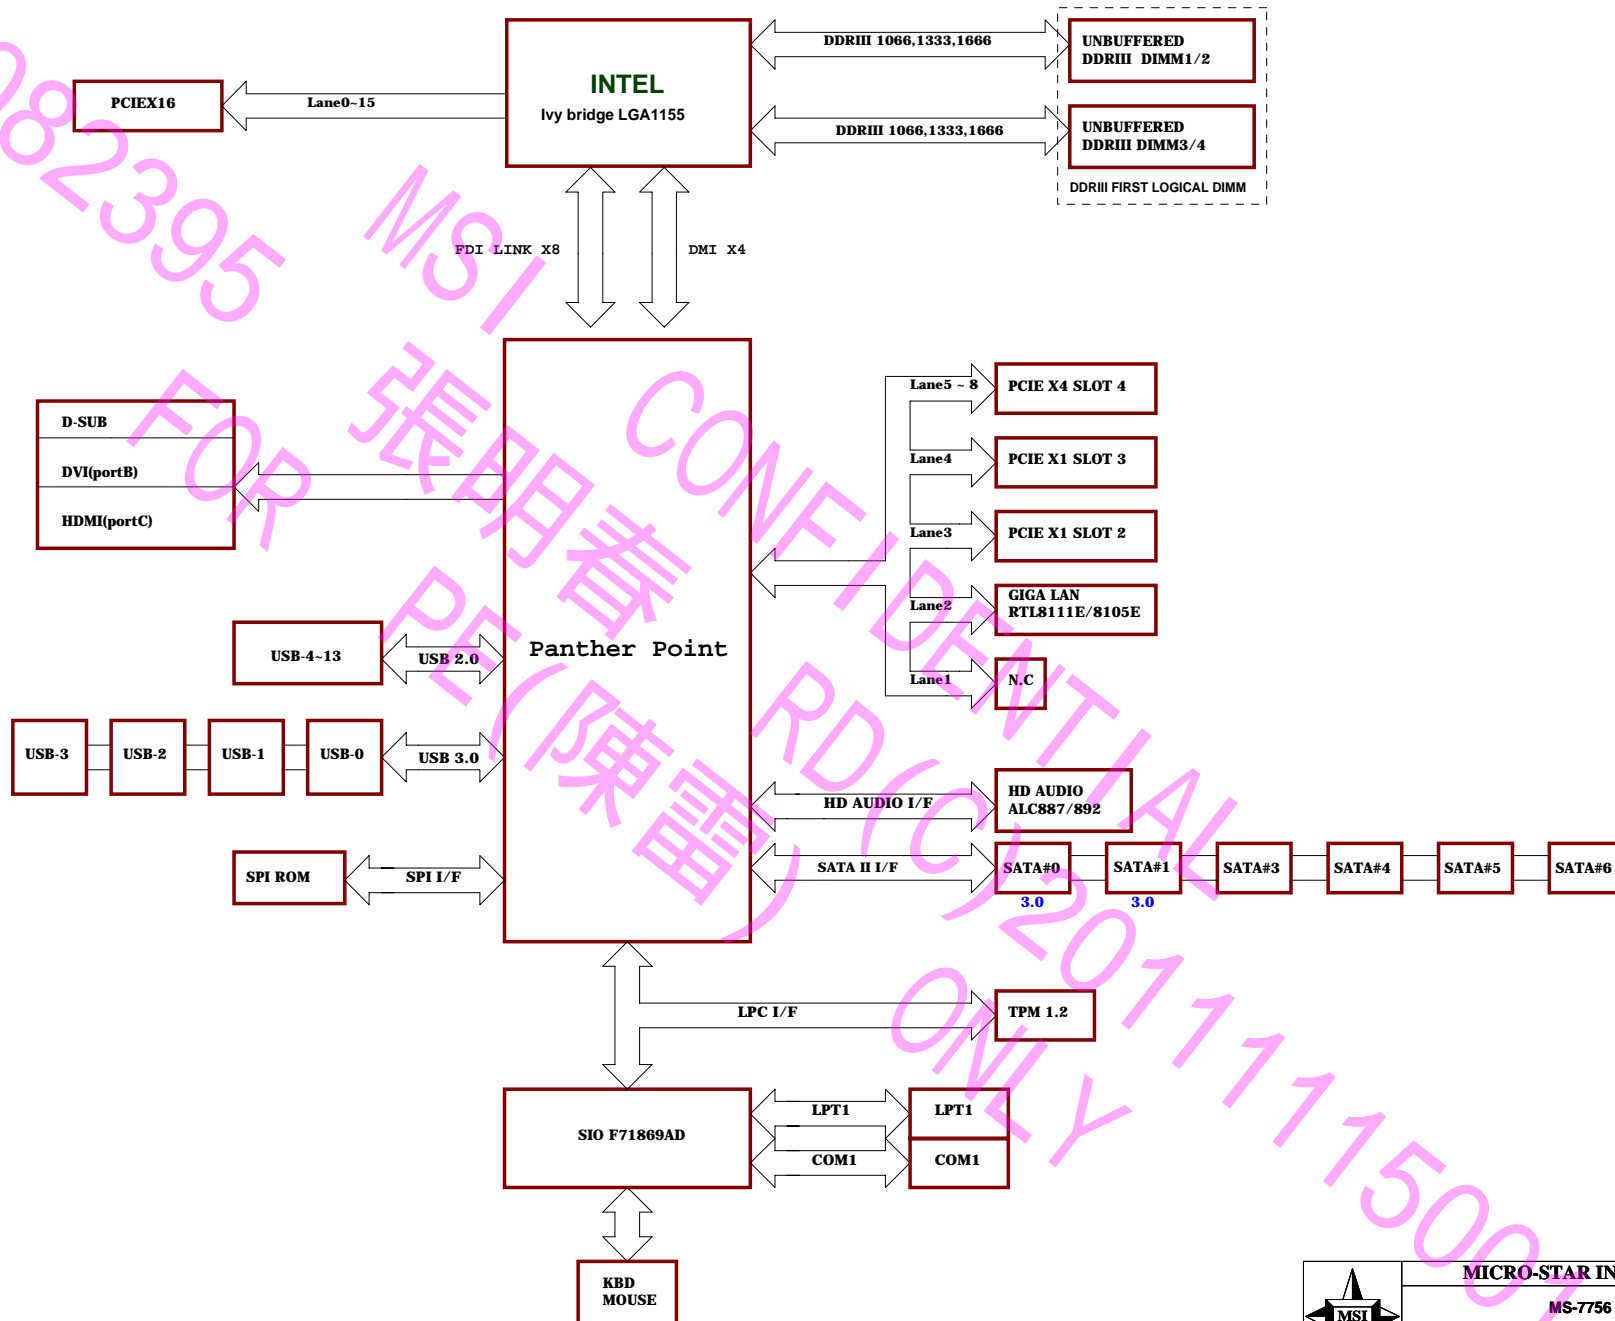 INTEL
Ivy bridge LGA1155
DDRIII 1066,1333,1666
UNBUFFERED
DDRIII DIMM1/2
DDRIII 1066,1333,1666
UNBUFFERED
DDRIII DIMM3/4
DDRIII FIRST LOGICAL DIMM
PCIEX16
Lane0~15
FDI LINK X8
DMI X4
Panther Point
D-SUB
DVI(portB)
HDMI(portC)
Lane5 ~ 8
PCIE X4 SLOT 4
Lane4
PCIE X1 SLOT 3
Lane3
PCIE X1 SLOT 2
Lane2
GIGA LAN
RTL8111E/8105E
Lane1
N.C
USB-4~13
USB 2.0
USB-3
USB-2
USB-1
USB-0
USB 3.0
HD AUDIO I/F
HD AUDIO
ALC887/892
SPI ROM
SPI I/F
SATA II I/F
SATA#0
SATA#1
SATA#3
SATA#4
SATA#5
SATA#6
3.0
3.0
LPC I/F
TPM 1.2
SIO F71869AD
LPT1
LPT1
COM1
COM1
KBD
MOUSE
MSI
MICRO-STAR IN
MS-7756
082395
MSI CONFIDENTIAL
FOR 張明春 RD(C)2011115001
PE(陳雷) ONLY